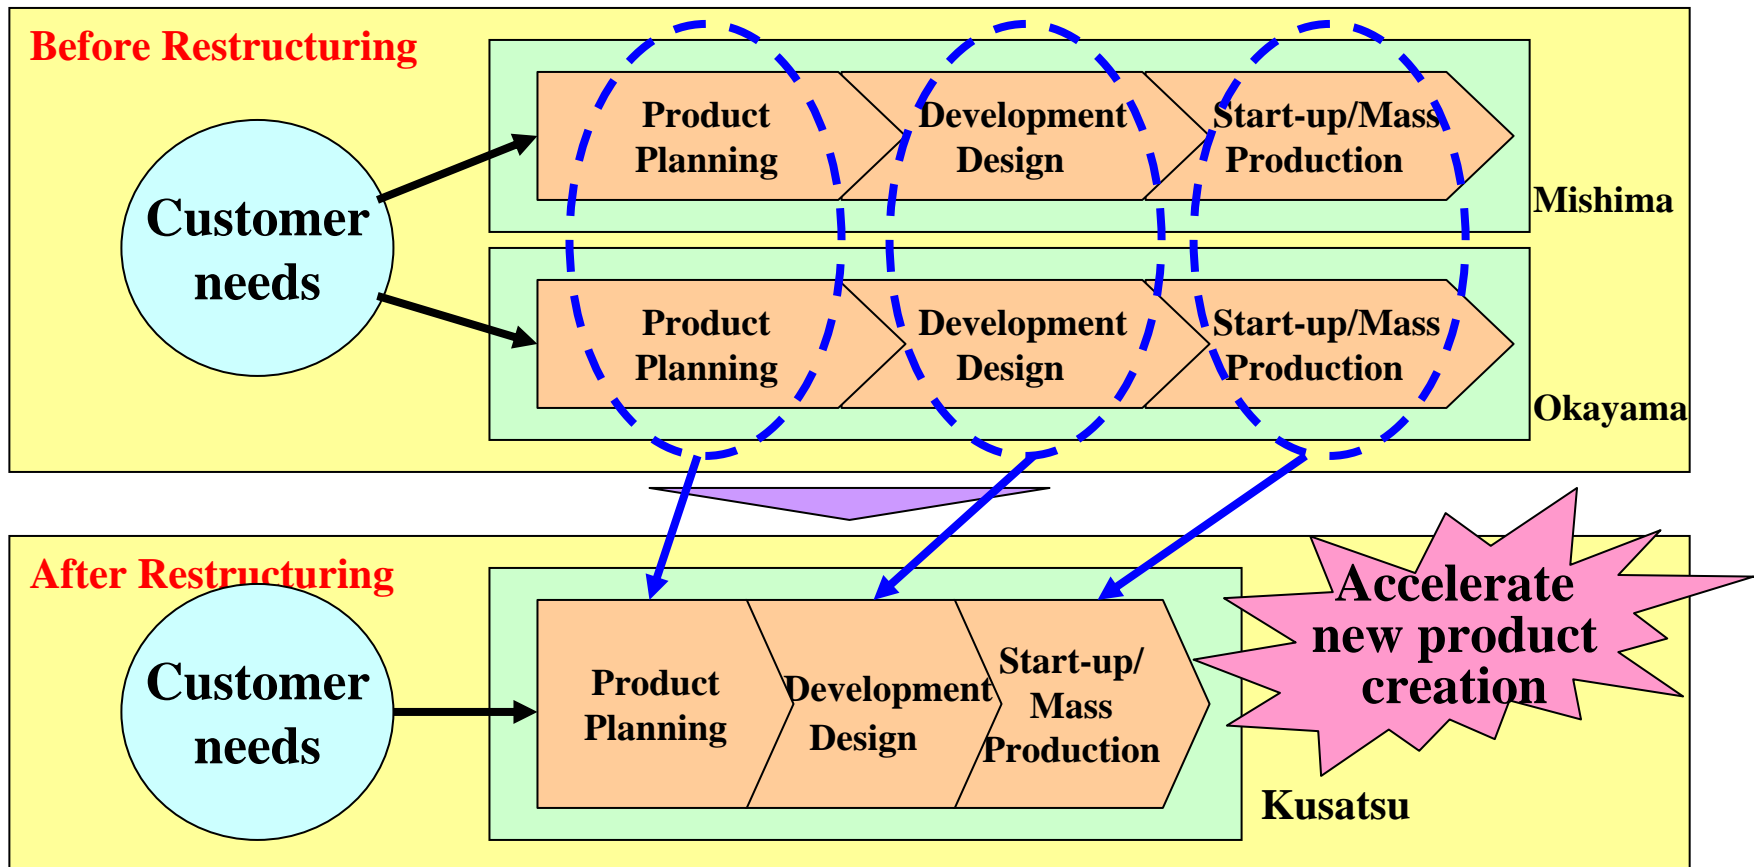 Before Restructuring
Customer
needs
Product
Planning
Development
Design
Start-up/Mass
Production
Mishima
Product
Planning
Development
Design
Start-up/Mass
Production
Okayama
After Restructuring
Customer
needs
Product
Planning
Development
Design
Start-up/
Mass
Production
Accelerate
new product
creation
Kusatsu